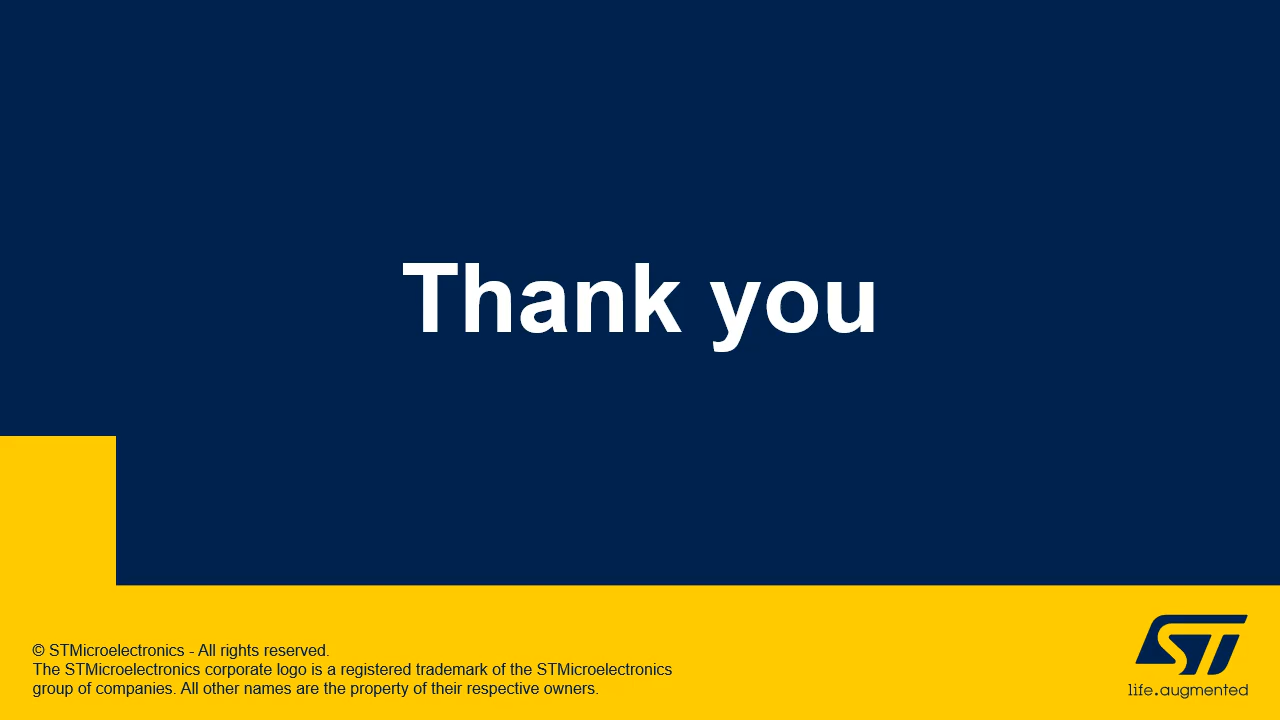 Thank you
© STMicroelectronics - All rights reserved.
The STMicroelectronics corporate logo is a registered trademark of the STMicroelectronics
group of companies. All other names are the property of their respective owners.
ST
life.augmented